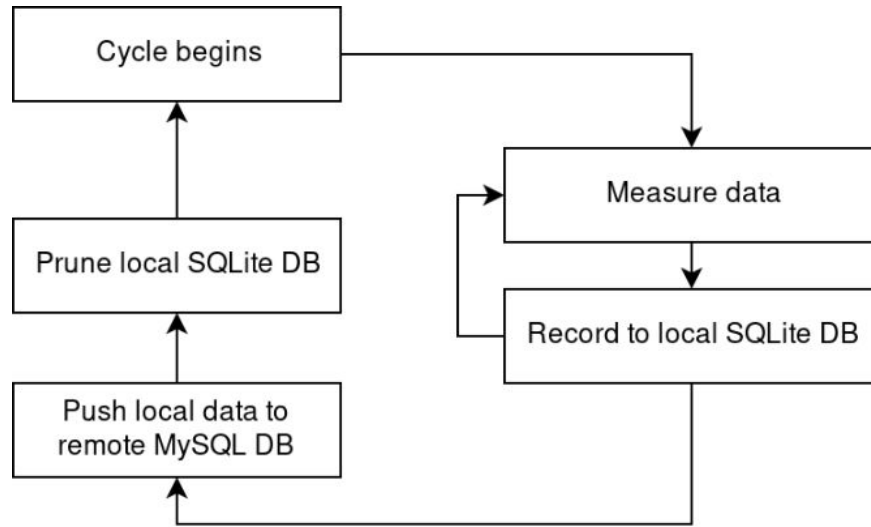 Cycle begins
Measure data
Record to local SQLite DB
Push local data to
remote MySQL DB
Prune local SQLite DB